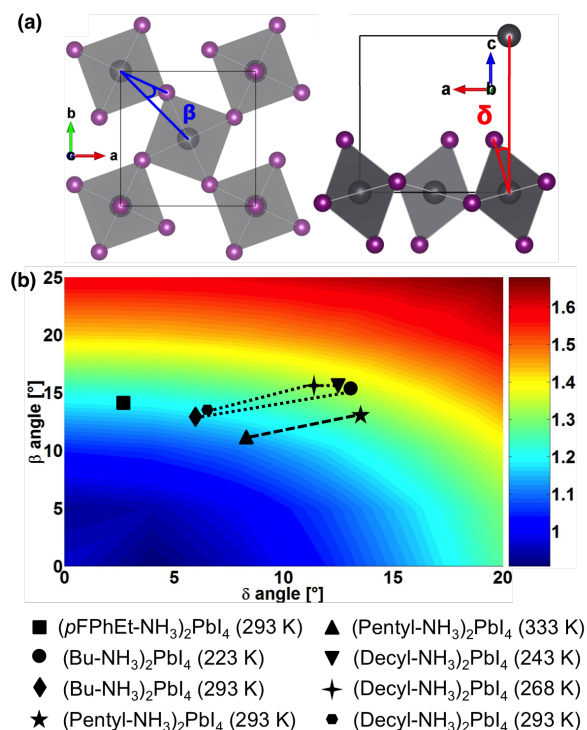 (a)
β
b
a
c
a
b
δ
(b)
25
20
15
10
5
0
β angle [°]
0
5
10
15
20
δ angle [°]
1.6
1.5
1.4
1.3
1.2
1.1
1
■ (pFPhEt-NH₃)₂PbI₄ (293 K)
● (Bu-NH₃)₂PbI₄ (223 K)
♦ (Bu-NH₃)₂PbI₄ (293 K)
★ (Pentyl-NH₃)₂PbI₄ (293 K)
▲ (Pentyl-NH₃)₂PbI₄ (333 K)
▼ (Decyl-NH₃)₂PbI₄ (243 K)
✦ (Decyl-NH₃)₂PbI₄ (268 K)
⬢ (Decyl-NH₃)₂PbI₄ (293 K)